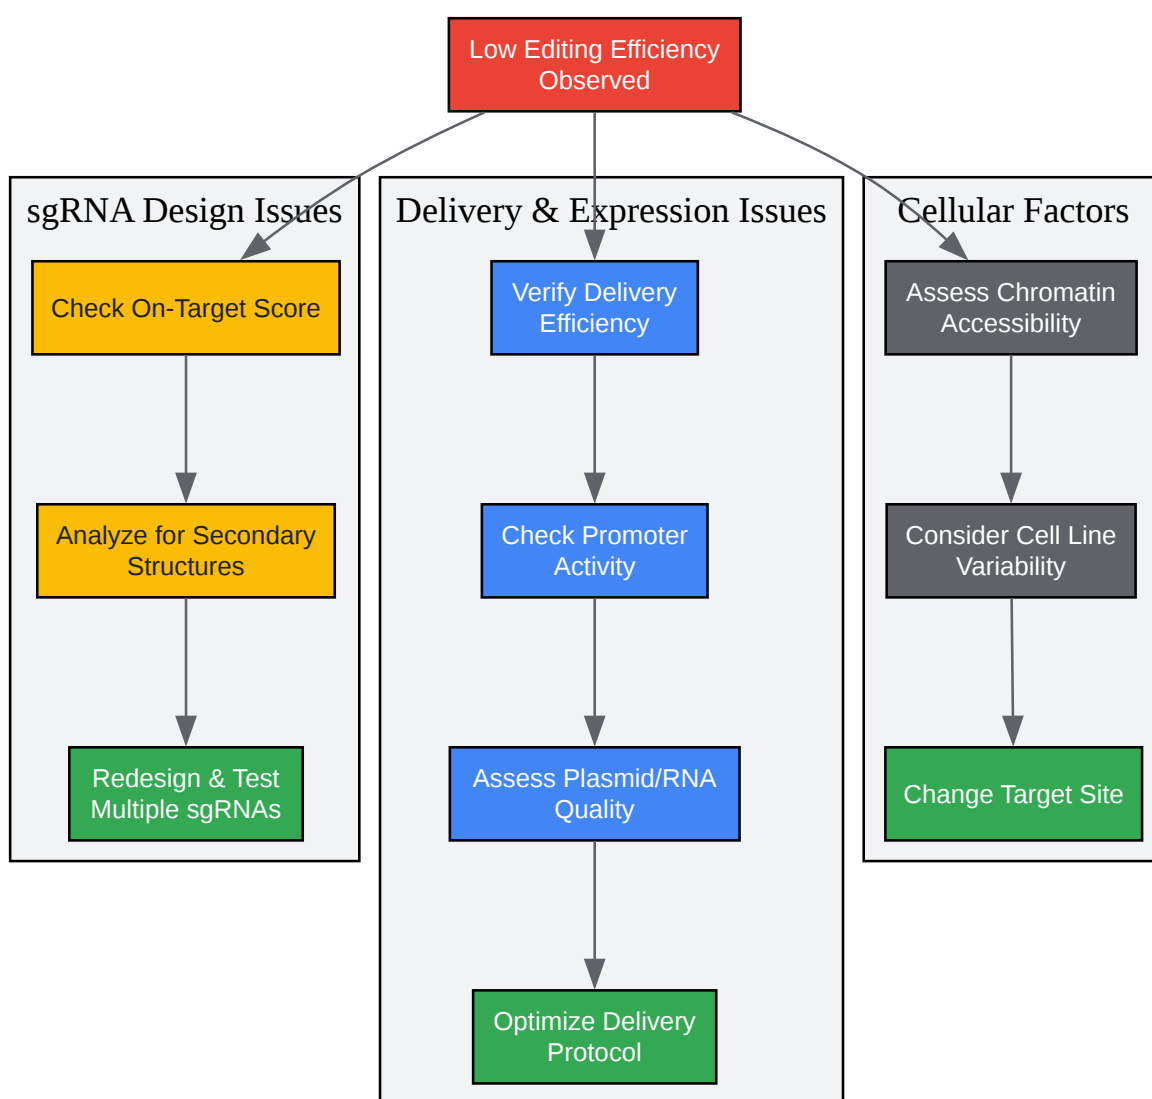 Low Editing Efficiency
Observed
sgRNA Design Issues
Check On-Target Score
Analyze for Secondary
Structures
Redesign & Test
Multiple sgRNAs
Delivery & Expression Issues
Verify Delivery
Efficiency
Check Promoter
Activity
Assess Plasmid/RNA
Quality
Optimize Delivery
Protocol
Cellular Factors
Assess Chromatin
Accessibility
Consider Cell Line
Variability
Change Target Site